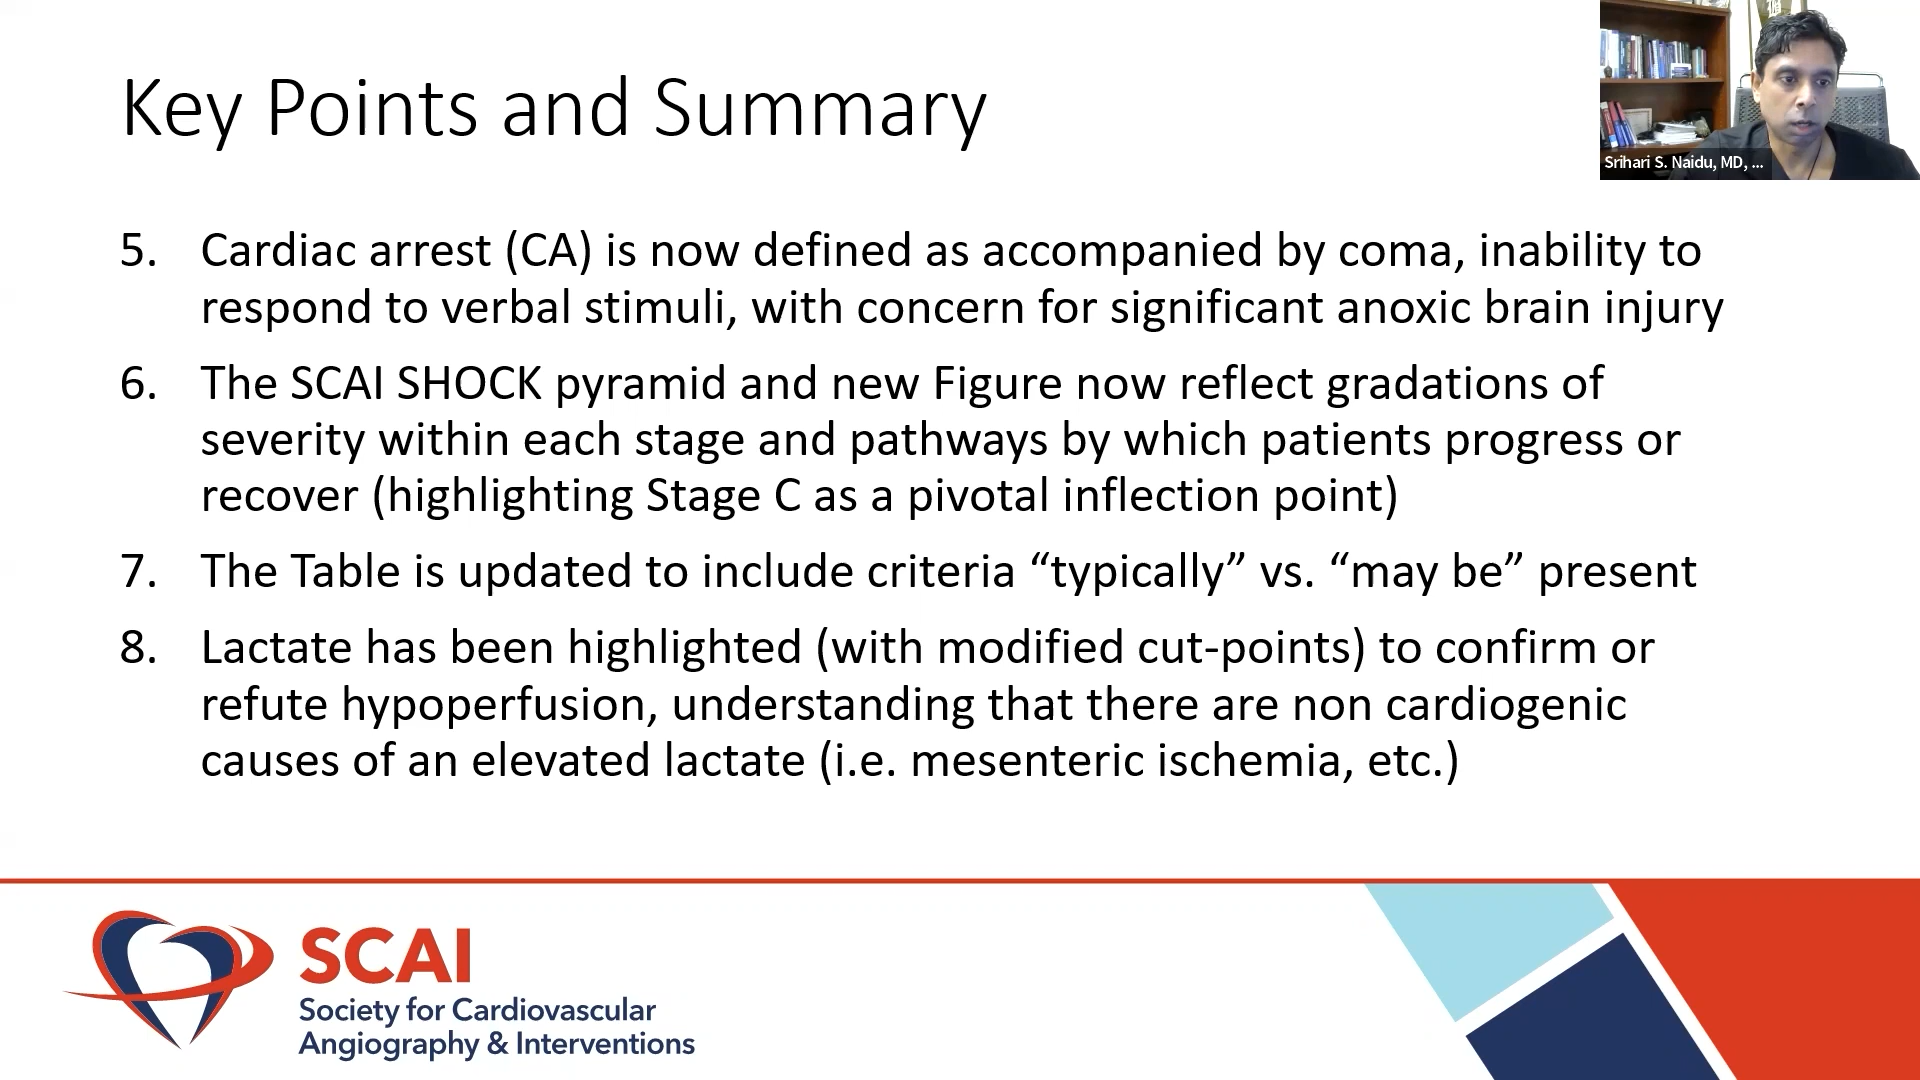 Key Points and Summary
Srihari S. Naidu, MD, ...
5. Cardiac arrest (CA) is now defined as accompanied by coma, inability to
respond to verbal stimuli, with concern for significant anoxic brain injury
6. The SCAI SHOCK pyramid and new Figure now reflect gradations of
severity within each stage and pathways by which patients progress or
recover (highlighting Stage C as a pivotal inflection point)
7. The Table is updated to include criteria “typically” vs. “may be” present
8. Lactate has been highlighted (with modified cut-points) to confirm or
refute hypoperfusion, understanding that there are non cardiogenic
causes of an elevated lactate (i.e. mesenteric ischemia, etc.)
SCAI
Society for Cardiovascular
Angiography & Interventions